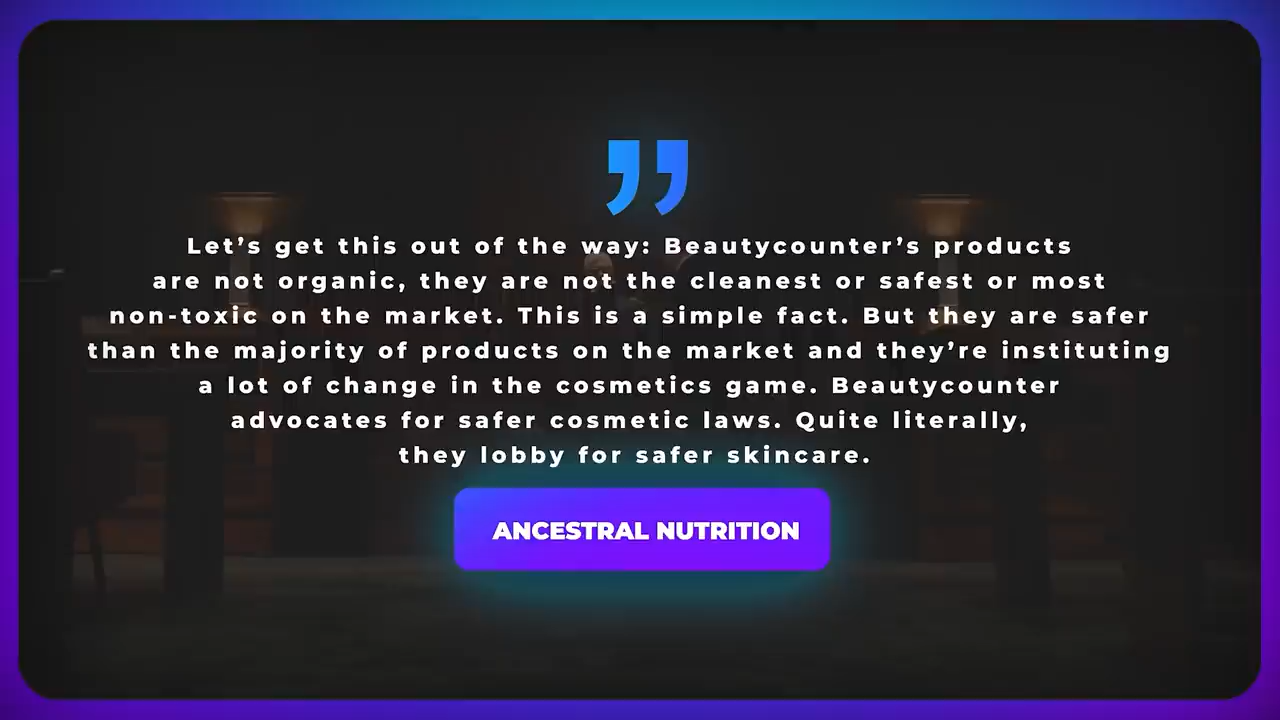 Let’s get this out of the way: Beautycounter’s products
are not organic, they are not the cleanest or safest or most
non-toxic on the market. This is a simple fact. But they are safer
than the majority of products on the market and they’re instituting
a lot of change in the cosmetics game. Beautycounter
advocates for safer cosmetic laws. Quite literally,
they lobby for safer skincare.
ANCESTRAL NUTRITION